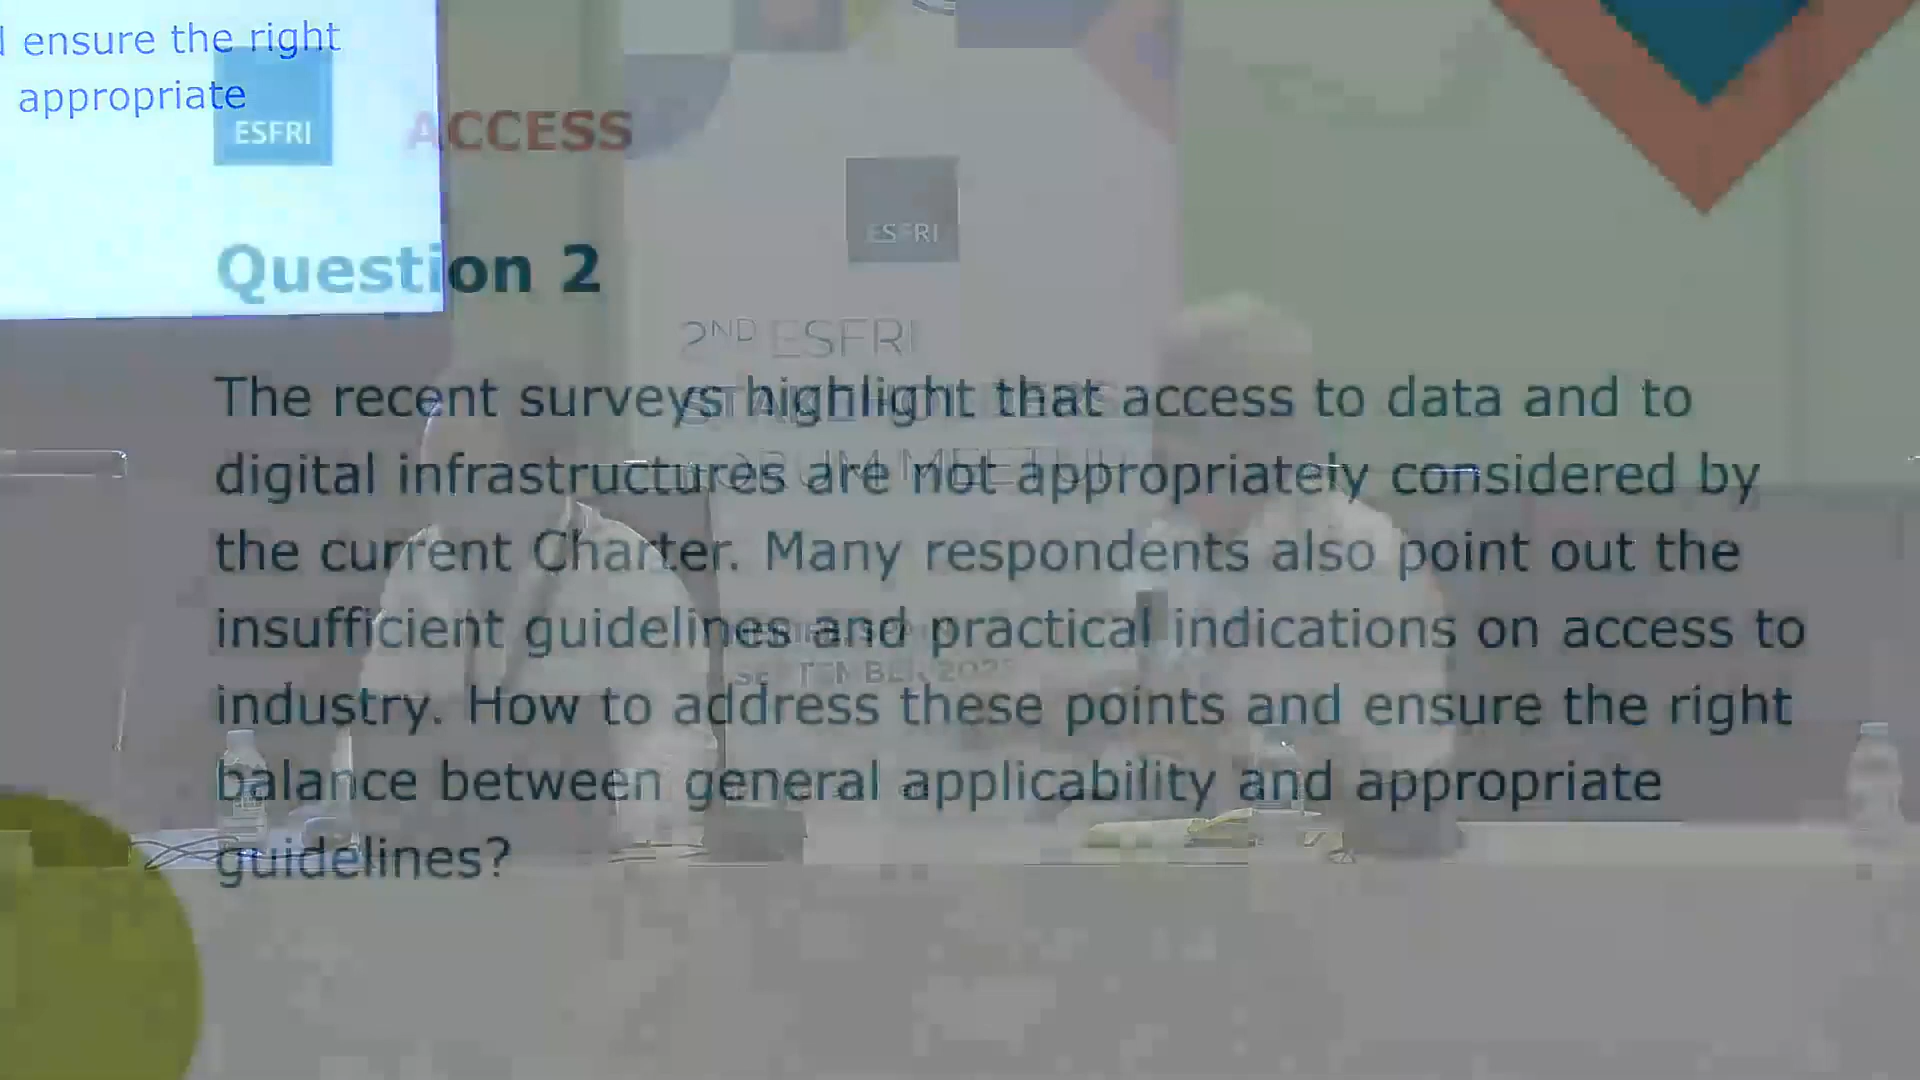 ensure the right
appropriate
ESFRI
ACCESS
ESFRI
Question 2
2ND ESFRI
The recent surveys highlight that access to data and to
digital infrastructures are not appropriately considered by
the current Charter. Many respondents also point out the
insufficient guidelines and practical indications on access to
SEPTEMBER
industry. How to address these points and ensure the right
balance between general applicability and appropriate
guidelines?